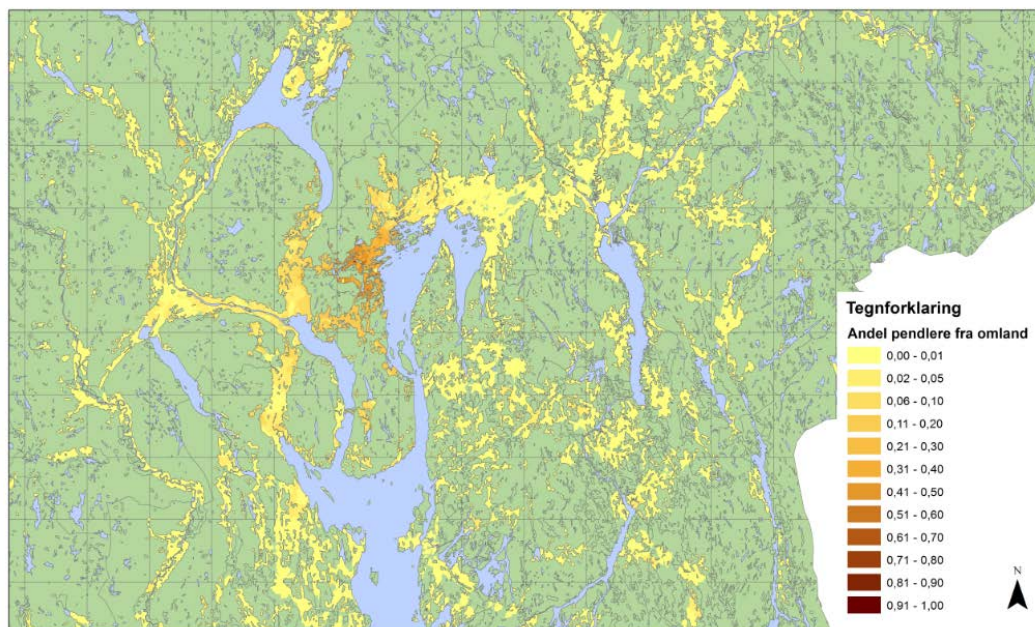 Tegnforklaring
Andel pendlere fra omland
0,00 - 0,01
0,02 - 0,05
0,06 - 0,10
0,11 - 0,20
0,21 - 0,30
0,31 - 0,40
0,41 - 0,50
0,51 - 0,60
0,61 - 0,70
0,71 - 0,80
0,81 - 0,90
0,91 - 1,00
N